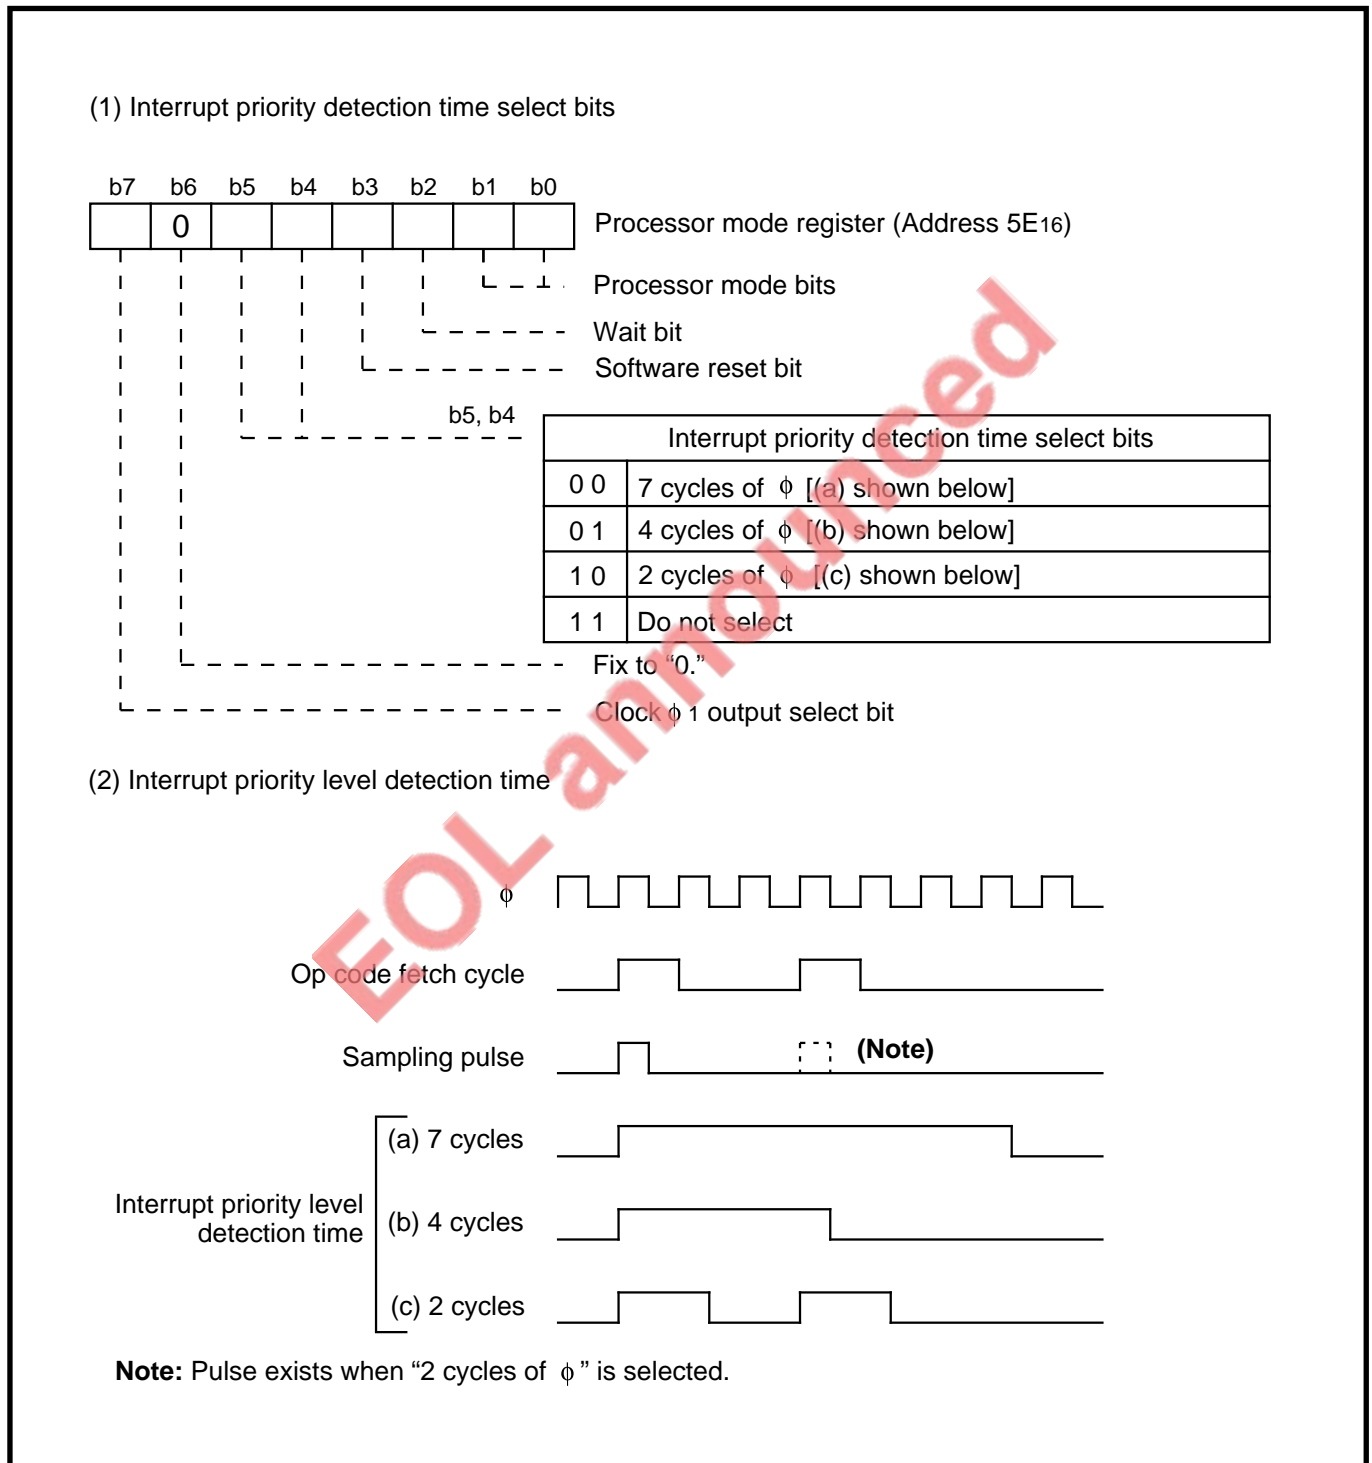 (1) Interrupt priority detection time select bits
b7 b6 b5 b4 b3 b2 b1 b0
0
Processor mode register (Address 5E16)
Processor mode bits
Wait bit
Software reset bit
b5, b4
Interrupt priority detection time select bits
0 0 7 cycles of ϕ [(a) shown below]
0 1 4 cycles of ϕ [(b) shown below]
1 0 2 cycles of ϕ [(c) shown below]
1 1 Do not select
Fix to “0.”
Clock ϕ 1 output select bit
(2) Interrupt priority level detection time
ϕ
Op code fetch cycle
Sampling pulse
(Note)
(a) 7 cycles
Interrupt priority level
detection time
(b) 4 cycles
(c) 2 cycles
Note: Pulse exists when “2 cycles of ϕ” is selected.
EOL announced